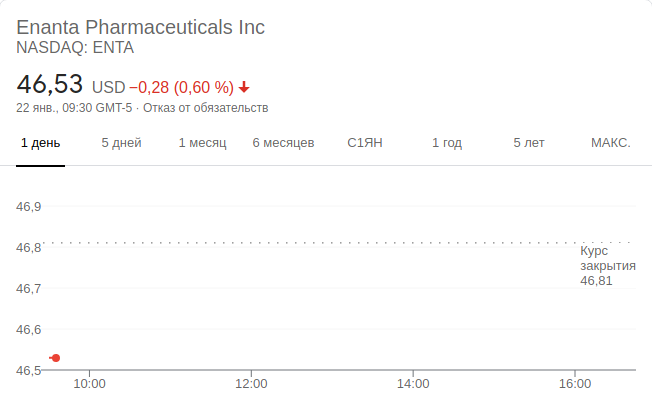 Enanta Pharmaceuticals Inc
NASDAQ: ENTA
46,53 USD −0,28 (0,60 %)
22 янв., 09:30 GMT-5 · Отказ от обязательств
1 день 5 дней 1 месяц 6 месяцев С1ЯН 1 год 5 лет МАКС.
46,9
46,8
Курс
закрытия
46,81
46,7
46,6
46,5
10:00 12:00 14:00 16:00